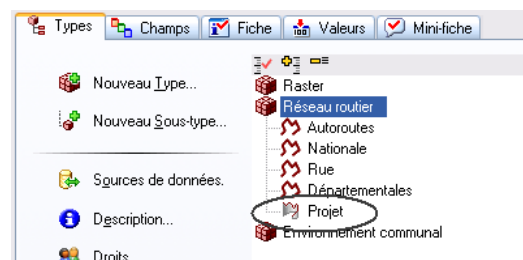 Types Champs Fiche Valeurs Mini-fiche
Nouveau Type...
Nouveau Sous-type...
Sources de données.
Description...
Droits
Raster
Réseau routier
Autoroutes
Nationale
Rue
Départementales
Projet
Environnement communal